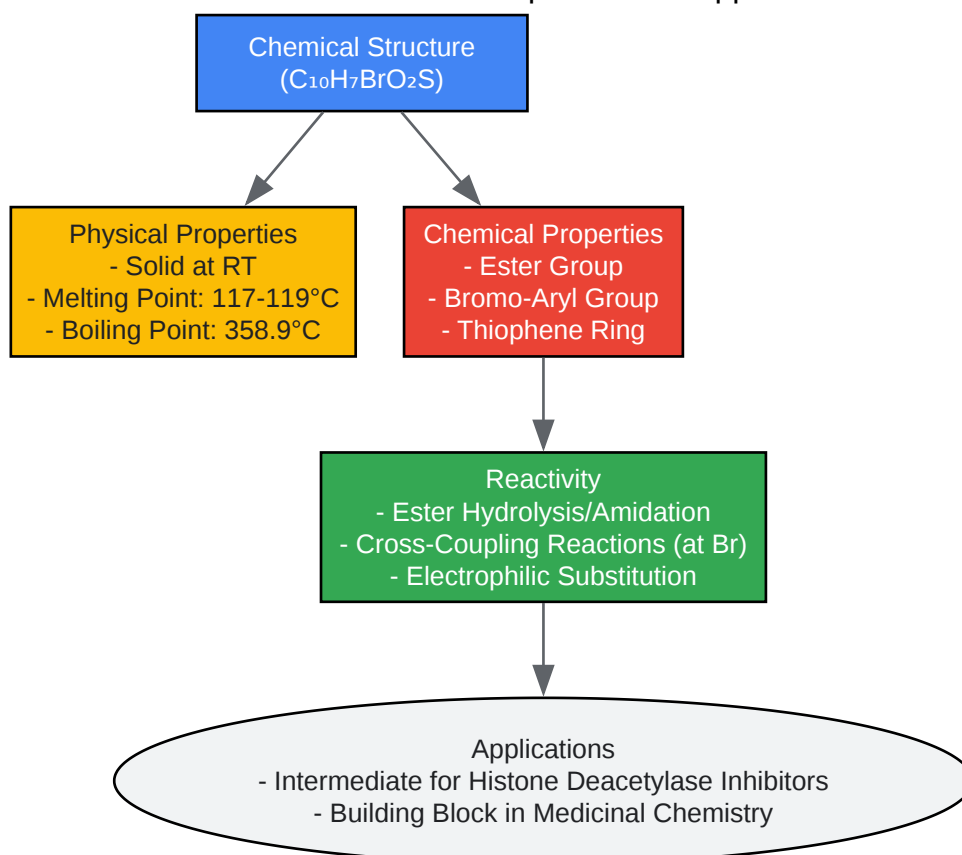 Chemical Structure
(C₁₀H₇BrO₂S)
Physical Properties
- Solid at RT
- Melting Point: 117-119°C
- Boiling Point: 358.9°C
Chemical Properties
- Ester Group
- Bromo-Aryl Group
- Thiophene Ring
Reactivity
- Ester Hydrolysis/Amidation
- Cross-Coupling Reactions (at Br)
- Electrophilic Substitution
Applications
- Intermediate for Histone Deacetylase Inhibitors
- Building Block in Medicinal Chemistry